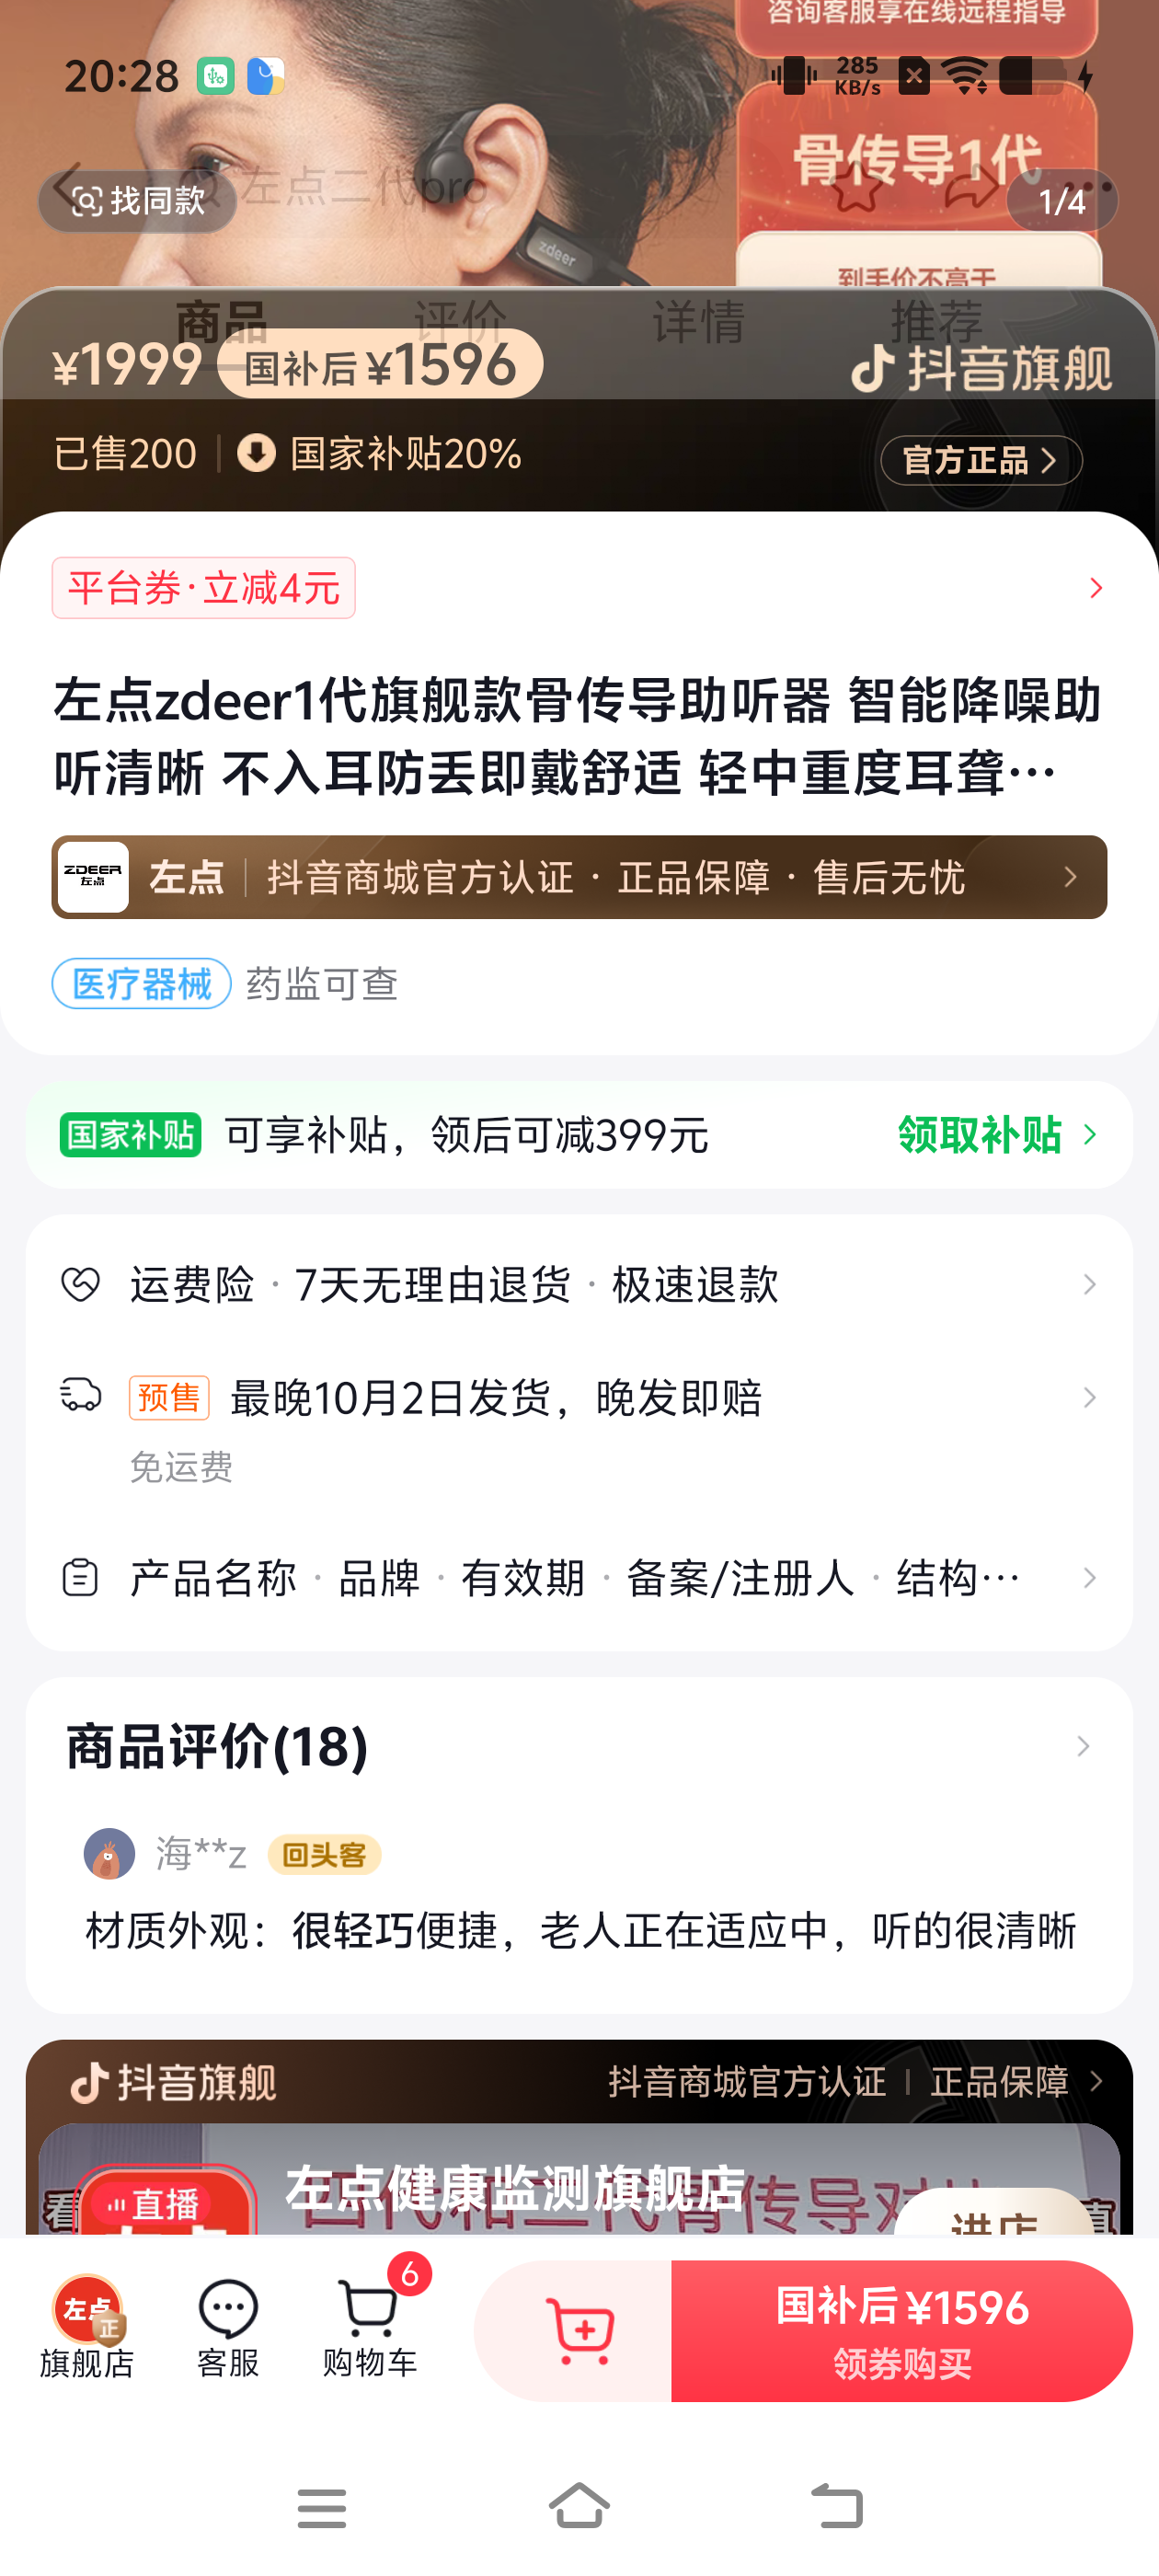 咨询客服享在线远程指导
20:28
285
KB/s
骨传导1代
左点二代pro
找同款
1/4
zdeer
到手价不高于
商品 评价 详情 推荐
¥1999 国补后 ¥1596
抖音旗舰
已售200 国家补贴20%
官方正品
平台券·立减4元
左点zdeer1代旗舰款骨传导助听器 智能降噪助
听清晰 不入耳防丢即戴舒适 轻中重度耳聋…
ZDEER
左点
左点 抖音商城官方认证 · 正品保障 · 售后无忧
医疗器械 药监可查
国家补贴 可享补贴，领后可减399元 领取补贴
运费险 · 7天无理由退货 · 极速退款
预售 最晚10月2日发货，晚发即赔
免运费
产品名称 · 品牌 · 有效期 · 备案/注册人 · 结构…
商品评价(18)
海**z 回头客
材质外观：很轻巧便捷，老人正在适应中，听的很清晰
抖音旗舰 抖音商城官方认证 正品保障
看
直播
左点健康监测旗舰店
四代和三代骨传导对比
直
进店
左点
正
旗舰店
客服
6
购物车
国补后 ¥1596
领券购买